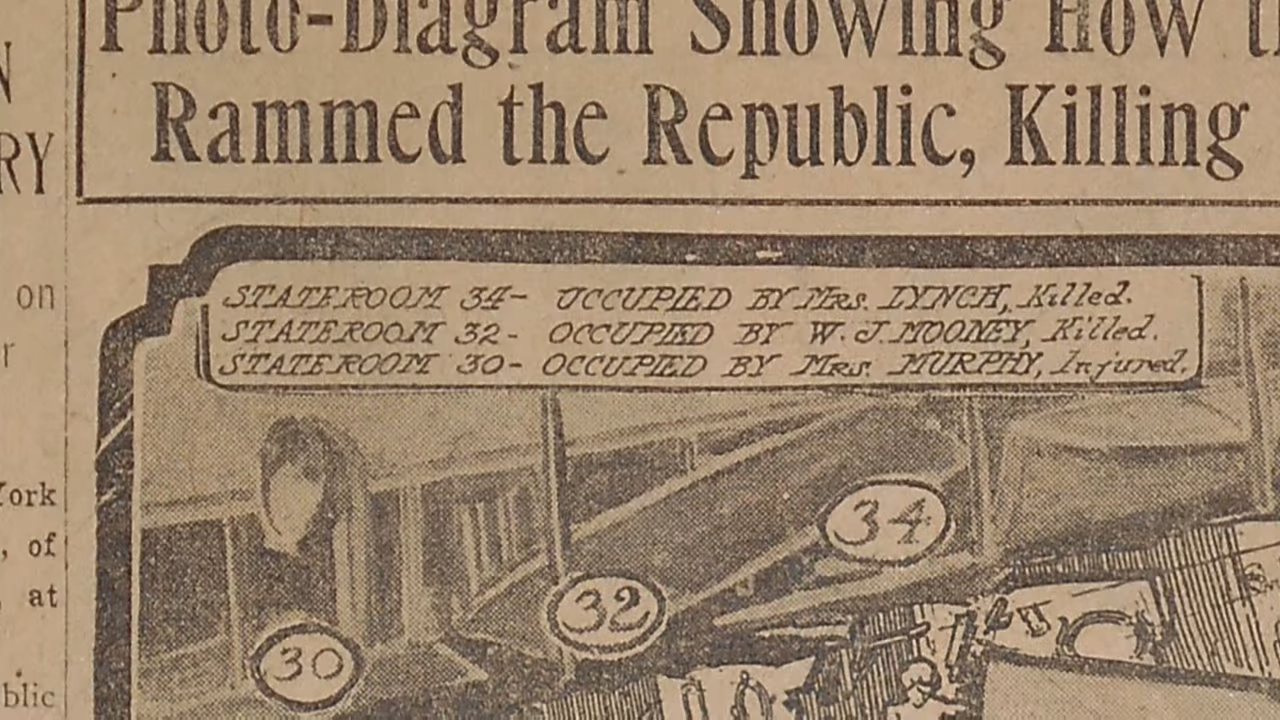 Photo-Diagram Showing How
Rammed the Republic, Killing
STATEROOM 34- OCCUPIED BY Mrs. LYNCH, Killed.
STATEROOM 32- OCCUPIED BY W. J. MOONEY, Killed.
STATEROOM 30- OCCUPIED BY Mrs. MURPHY, Injured.
34
32
30
N
RY
on
r
York
, of
, at
blic